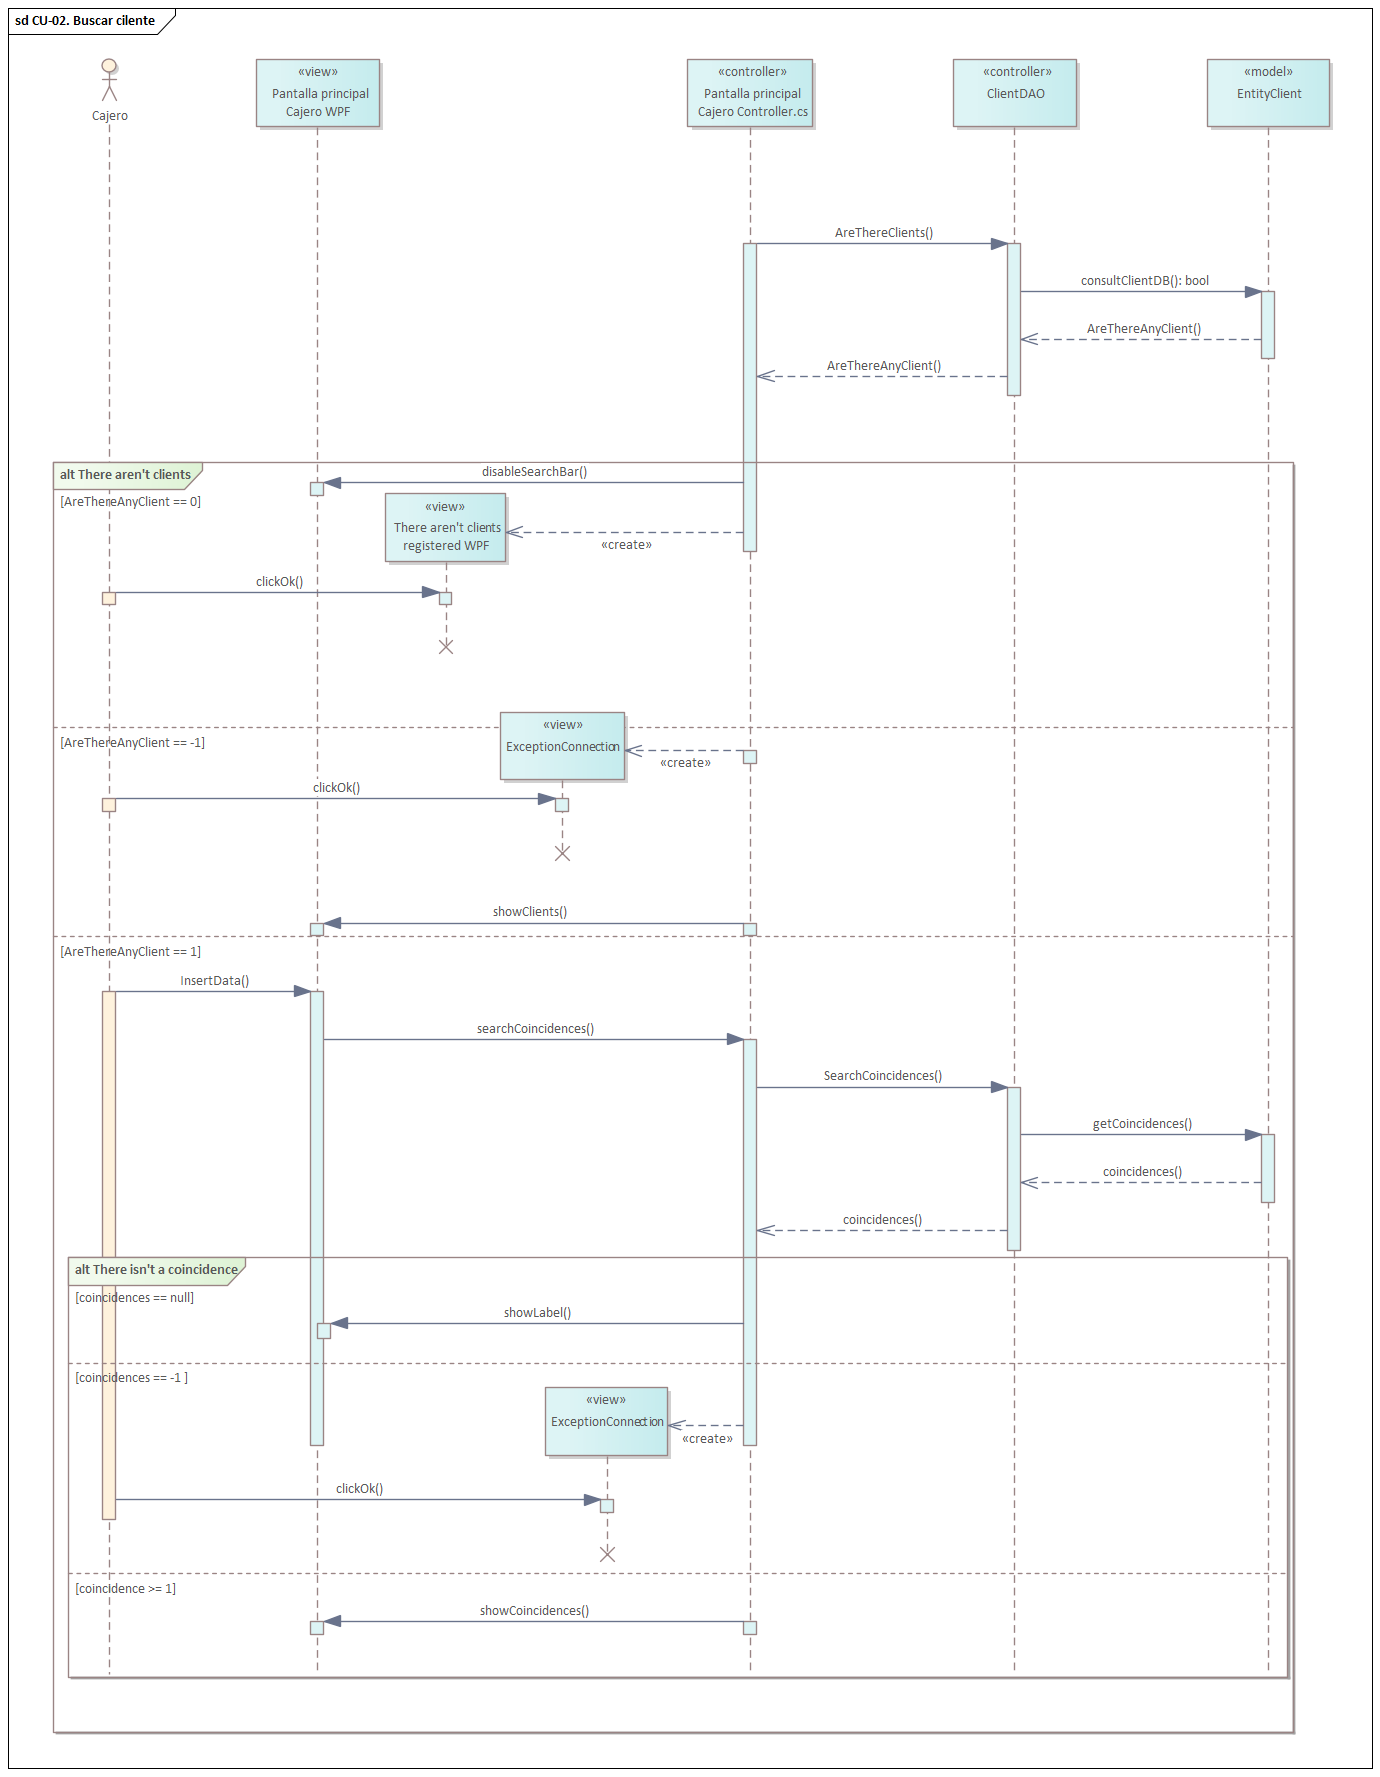 sd CU-02. Buscar cilente
Cajero
«view»
Pantalla principal
Cajero WPF
«controller»
Pantalla principal
Cajero Controller.cs
«controller»
ClientDAO
«model»
EntityClient
AreThereClients()
consultClientDB(): bool
AreThereAnyClient()
AreThereAnyClient()
alt There aren't clients
disableSearchBar()
[AreThereAnyClient == 0]
«view»
There aren't clients
registered WPF
«create»
clickOk()
«view»
ExceptionConnection
[AreThereAnyClient == -1]
«create»
clickOk()
showClients()
[AreThereAnyClient == 1]
InsertData()
searchCoincidences()
SearchCoincidences()
getCoincidences()
coincidences()
coincidences()
alt There isn't a coincidence
[coincidences == null]
showLabel()
[coincidences == -1 ]
«view»
ExceptionConnection
«create»
clickOk()
[coincidence >= 1]
showCoincidences()